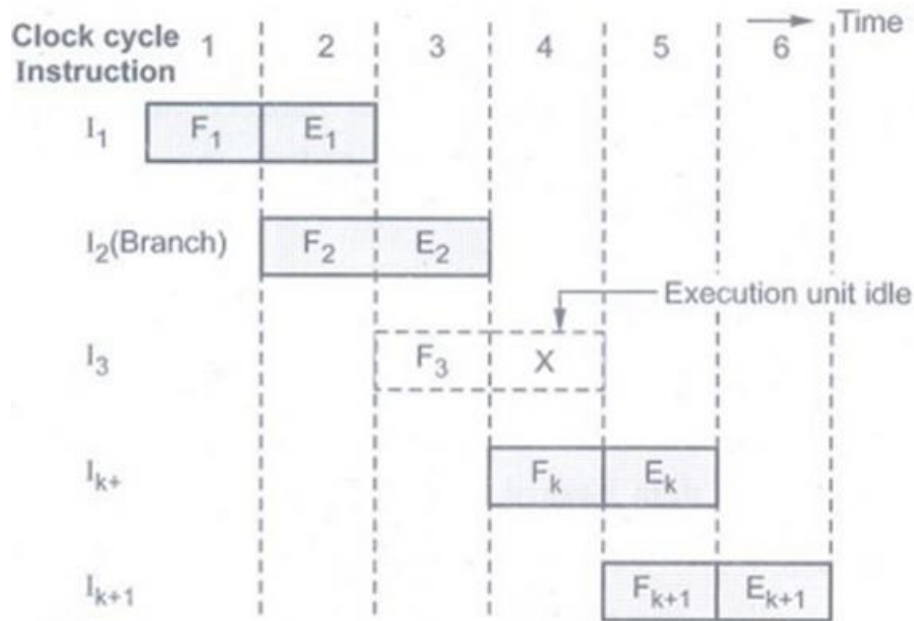 Time
Clock cycle 1 2 3 4 5 6
Instruction
I₁ F₁ E₁
I₂(Branch) F₂ E₂
Execution unit idle
I₃ F₃ X
Iₖ₊ Fₖ Eₖ
Iₖ₊₁ Fₖ₊₁ Eₖ₊₁